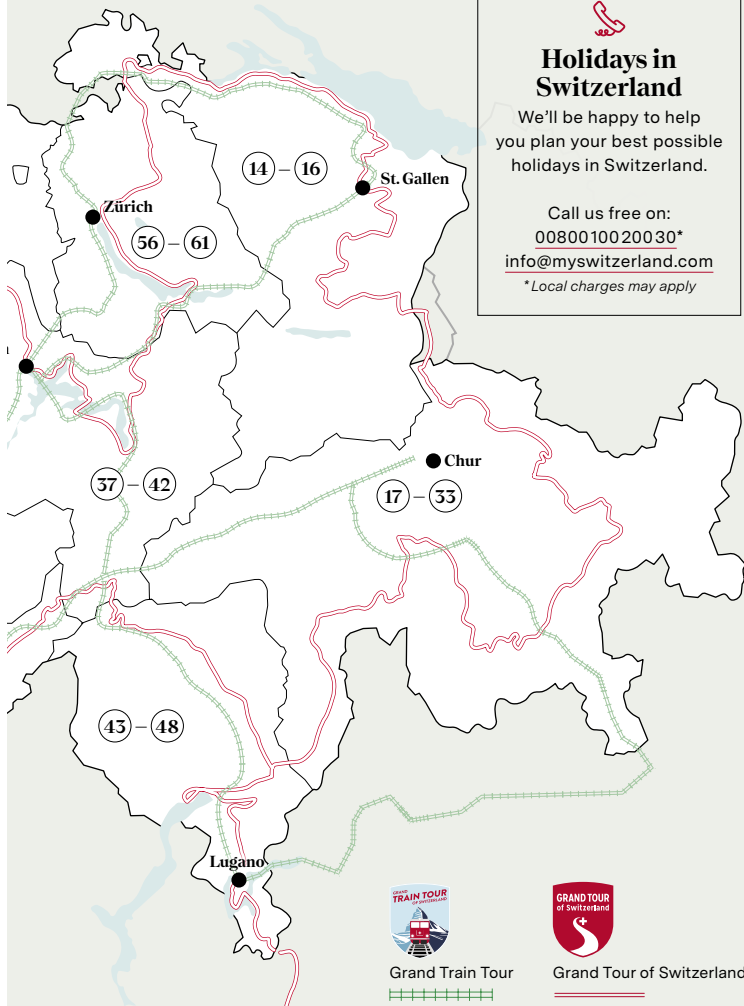 Holidays in
Switzerland
We'll be happy to help
you plan your best possible
holidays in Switzerland.
Call us free on:
0080010020030*
info@myswitzerland.com
*Local charges may apply
14 – 16
St. Gallen
Zürich
56 – 61
Chur
37 – 42
17 – 33
43 – 48
Lugano
GRAND
TRAIN TOUR
OF SWITZERLAND
GRAND TOUR
of Switzerland
Grand Train Tour
Grand Tour of Switzerland